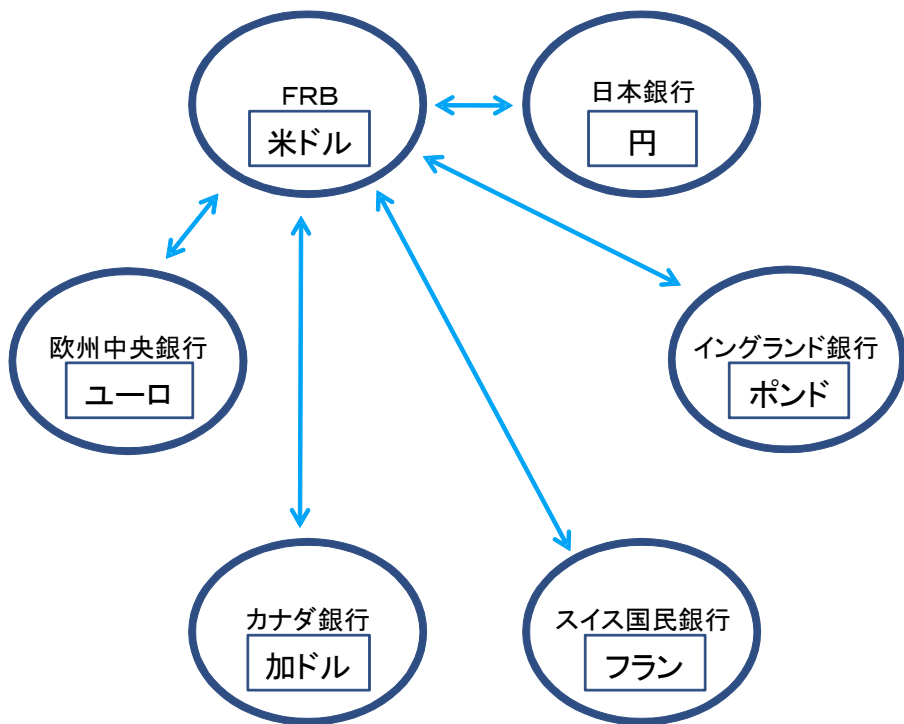 FRB
米ドル
日本銀行
円
欧州中央銀行
ユーロ
イングランド銀行
ポンド
カナダ銀行
加ドル
スイス国民銀行
フラン